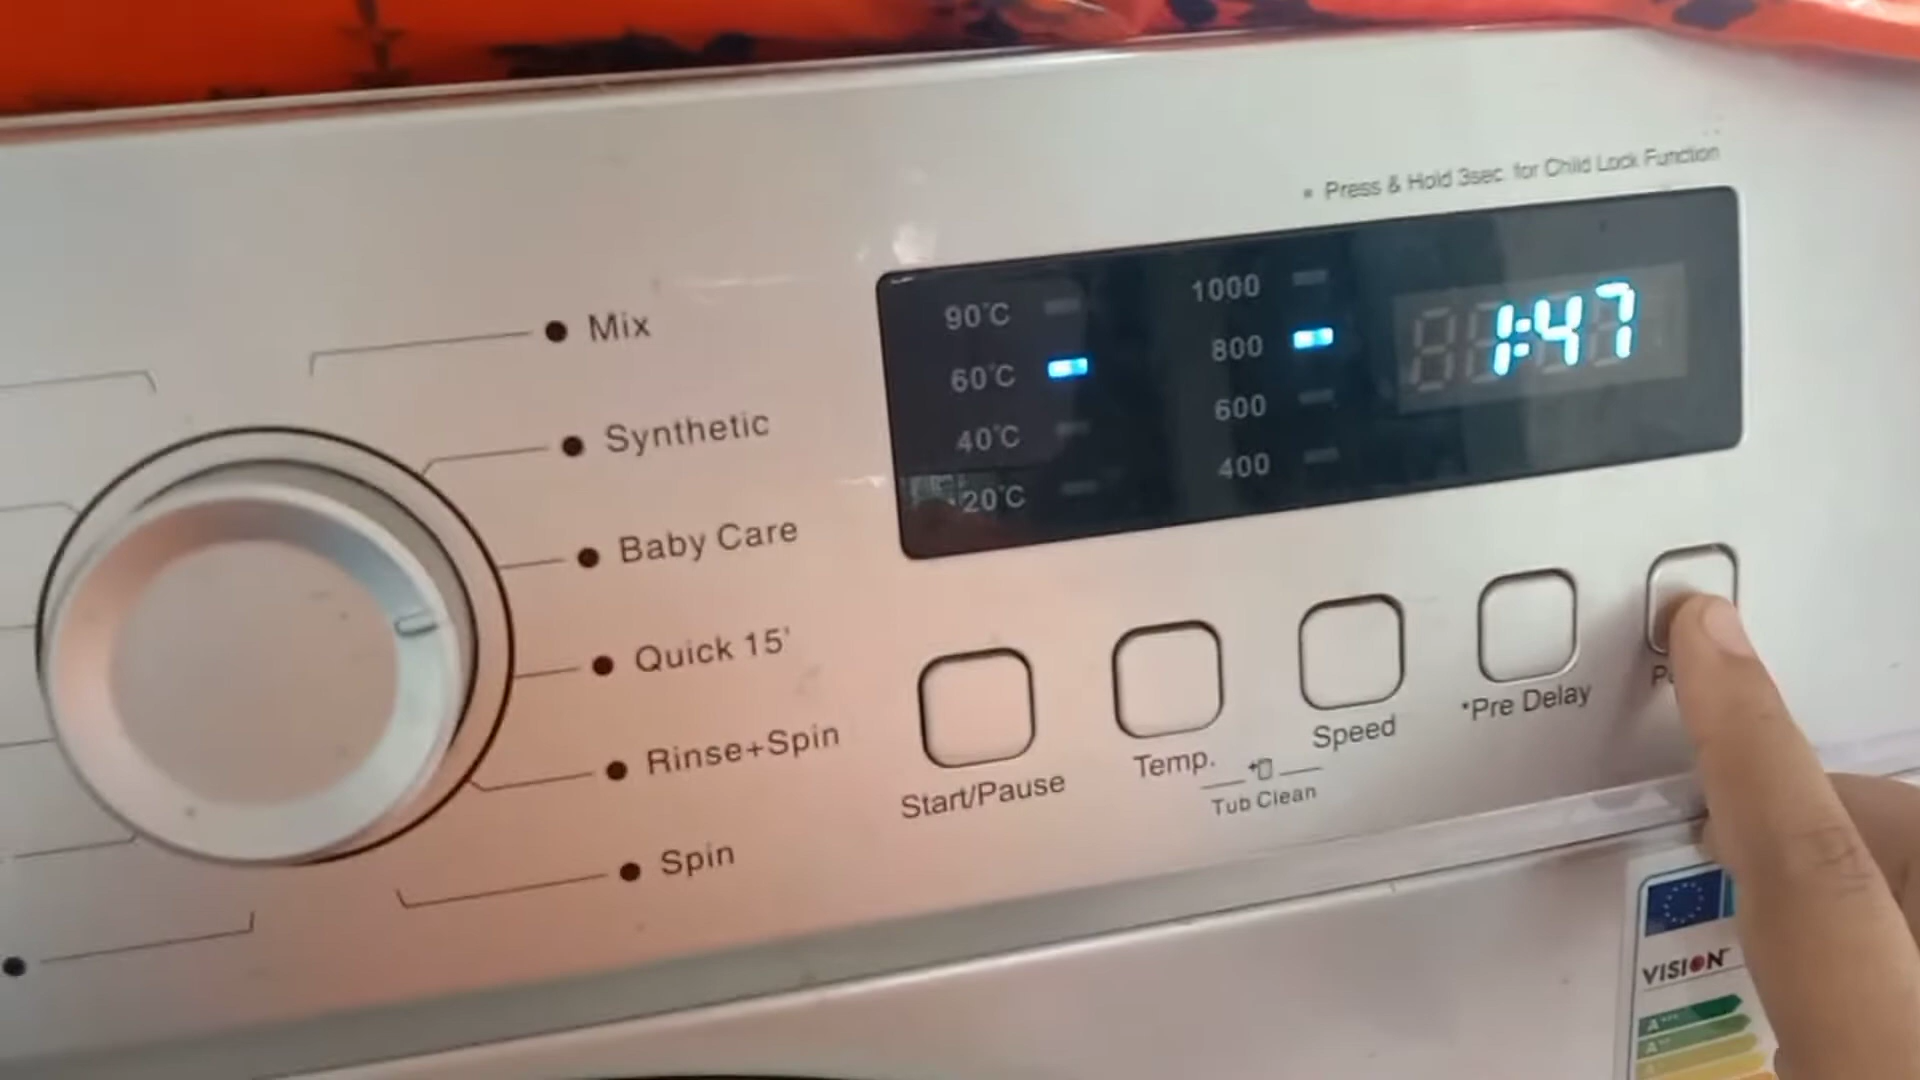 * Press & Hold 3sec. for Child Lock Function
90°C
60°C
40°C
*20°C
1000
800
600
400
1:47
Mix
Synthetic
Baby Care
Quick 15'
Rinse+Spin
Spin
Start/Pause
Temp.
Speed
*Pre Delay
Tub Clean
VISION
A+++
A++